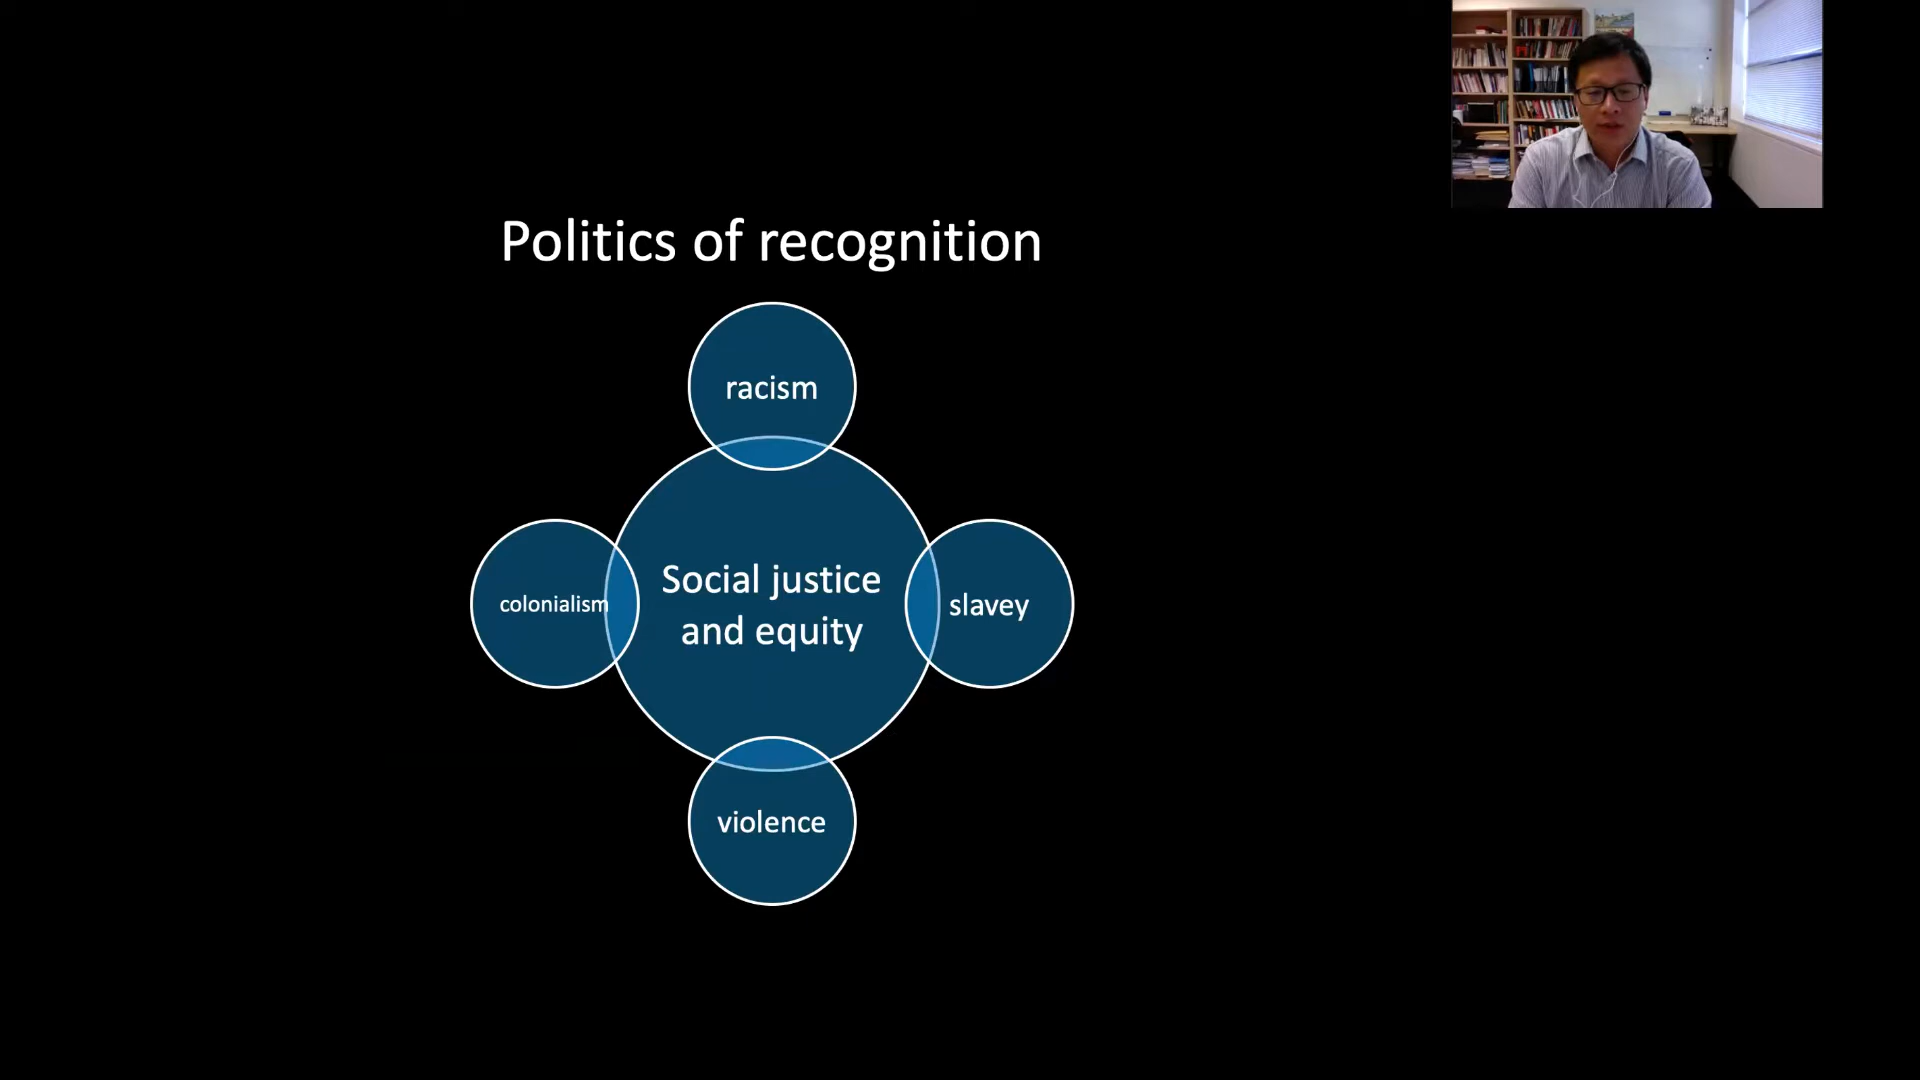 Politics of recognition
racism
colonialism
Social justice
and equity
slavey
violence